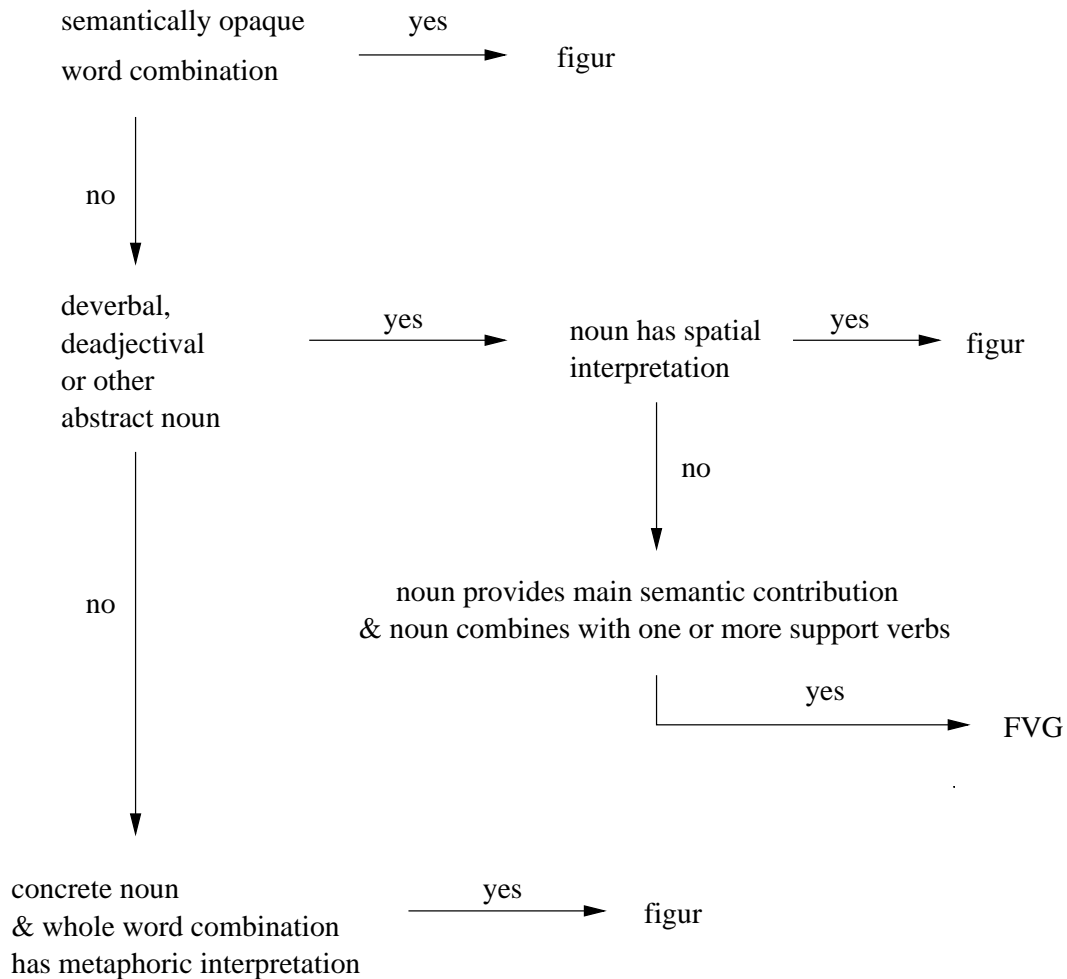 semantically opaque
word combination
yes
figur
no
deverbal,
deadjectival
or other
abstract noun
yes
noun has spatial
interpretation
yes
figur
no
noun provides main semantic contribution
& noun combines with one or more support verbs
yes
FVG
no
concrete noun
& whole word combination
has metaphoric interpretation
yes
figur